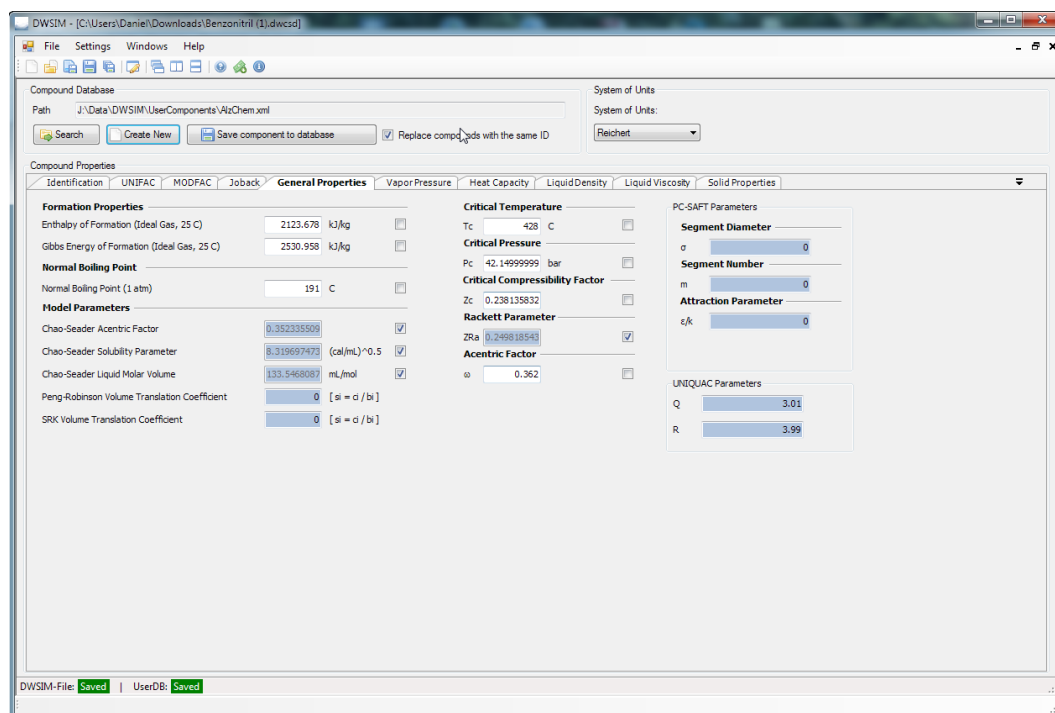 DWSIM - [C:\Users\Daniel\Downloads\Benzonitril (1).dwcsd]
File Settings Windows Help
Compound Database
Path J:\Data\DWSIM\UserComponents\AlzChem.xml
Search Create New Save component to database Replace compounds with the same ID
System of Units
System of Units:
Reichert
Compound Properties
Identification UNIFAC MODFAC Joback General Properties Vapor Pressure Heat Capacity Liquid Density Liquid Viscosity Solid Properties
Formation Properties
Enthalpy of Formation (Ideal Gas, 25 C) 2123.678 kJ/kg
Gibbs Energy of Formation (Ideal Gas, 25 C) 2530.958 kJ/kg
Normal Boiling Point
Normal Boiling Point (1 atm) 191 C
Model Parameters
Chao-Seader Acentric Factor 0.352335509
Chao-Seader Solubility Parameter 8.319697473 (cal/mL)^0.5
Chao-Seader Liquid Molar Volume 133.5468087 mL/mol
Peng-Robinson Volume Translation Coefficient 0 [ si = ci / bi ]
SRK Volume Translation Coefficient 0 [ si = ci / bi ]
Critical Temperature
Tc 428 C
Critical Pressure
Pc 42.14999999 bar
Critical Compressibility Factor
Zc 0.238135832
Rackett Parameter
ZRa 0.249818543
Acentric Factor
ω 0.362
PC-SAFT Parameters
Segment Diameter
σ 0
Segment Number
m 0
Attraction Parameter
ε/k 0
UNIQUAC Parameters
Q 3.01
R 3.99
DWSIM-File: Saved | UserDB: Saved